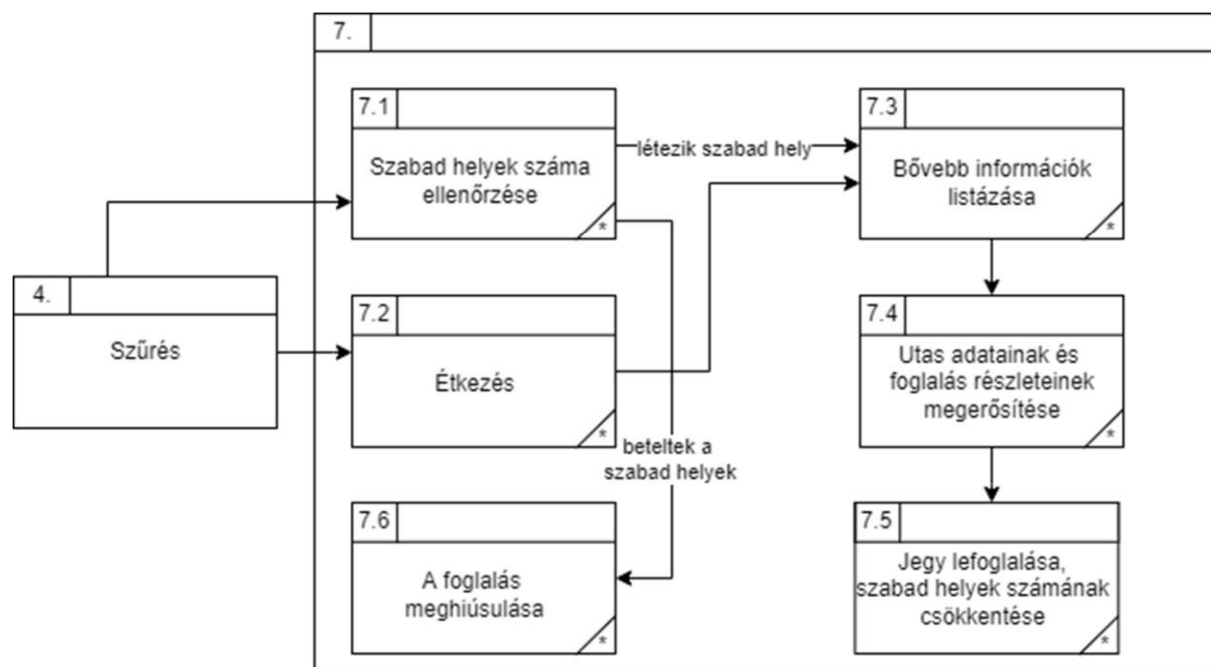 7.
7.1
Szabad helyek száma
ellenőrzése
*
létezik szabad hely
7.3
Bővebb információk
listázása
*
4.
Szűrés
7.2
Étkezés
*
7.4
Utas adatainak és
foglalás részleteinek
megerősítése
*
beteltek a
szabad helyek
7.6
A foglalás
meghiúsulása
*
7.5
Jegy lefoglalása,
szabad helyek számának
csökkentése
*